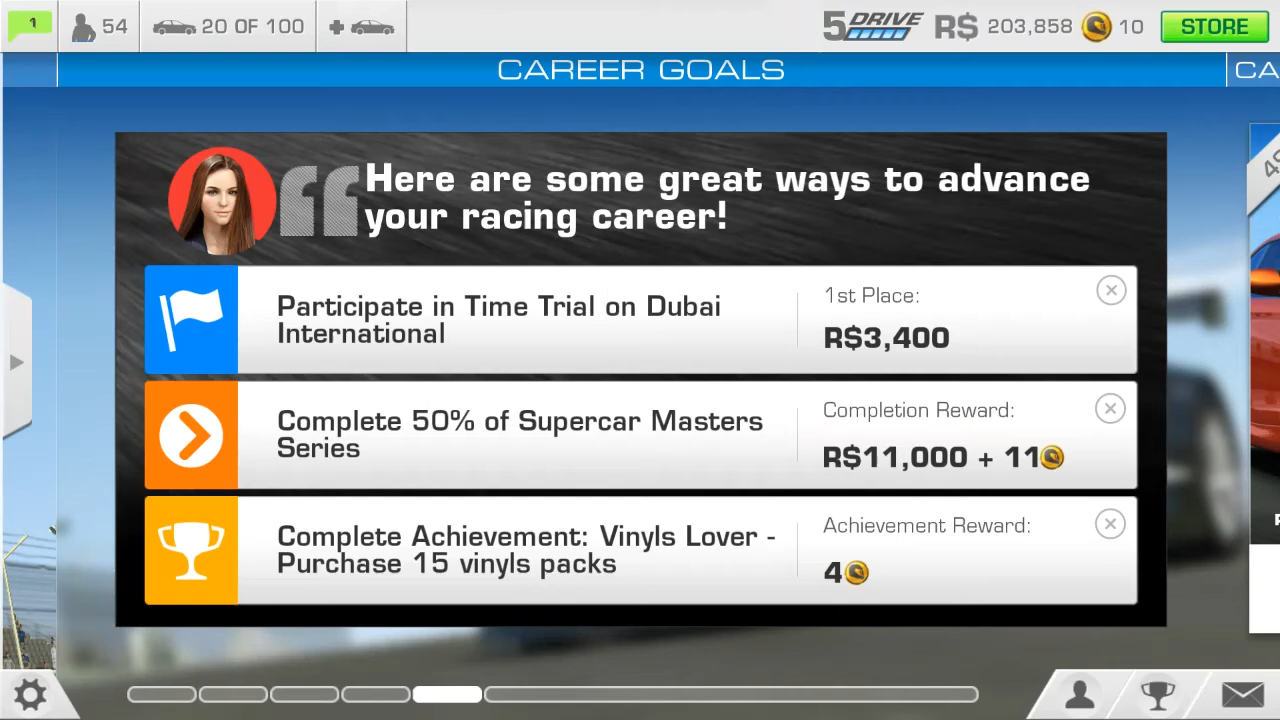 1
54
20 OF 100
+
5 DRIVE
R$ 203,858
10
STORE
CAREER GOALS
CA
Here are some great ways to advance
your racing career!
Participate in Time Trial on Dubai
International
1st Place:
R$3,400
Complete 50% of Supercar Masters
Series
Completion Reward:
R$11,000 + 11
Complete Achievement: Vinyls Lover -
Purchase 15 vinyls packs
Achievement Reward:
4